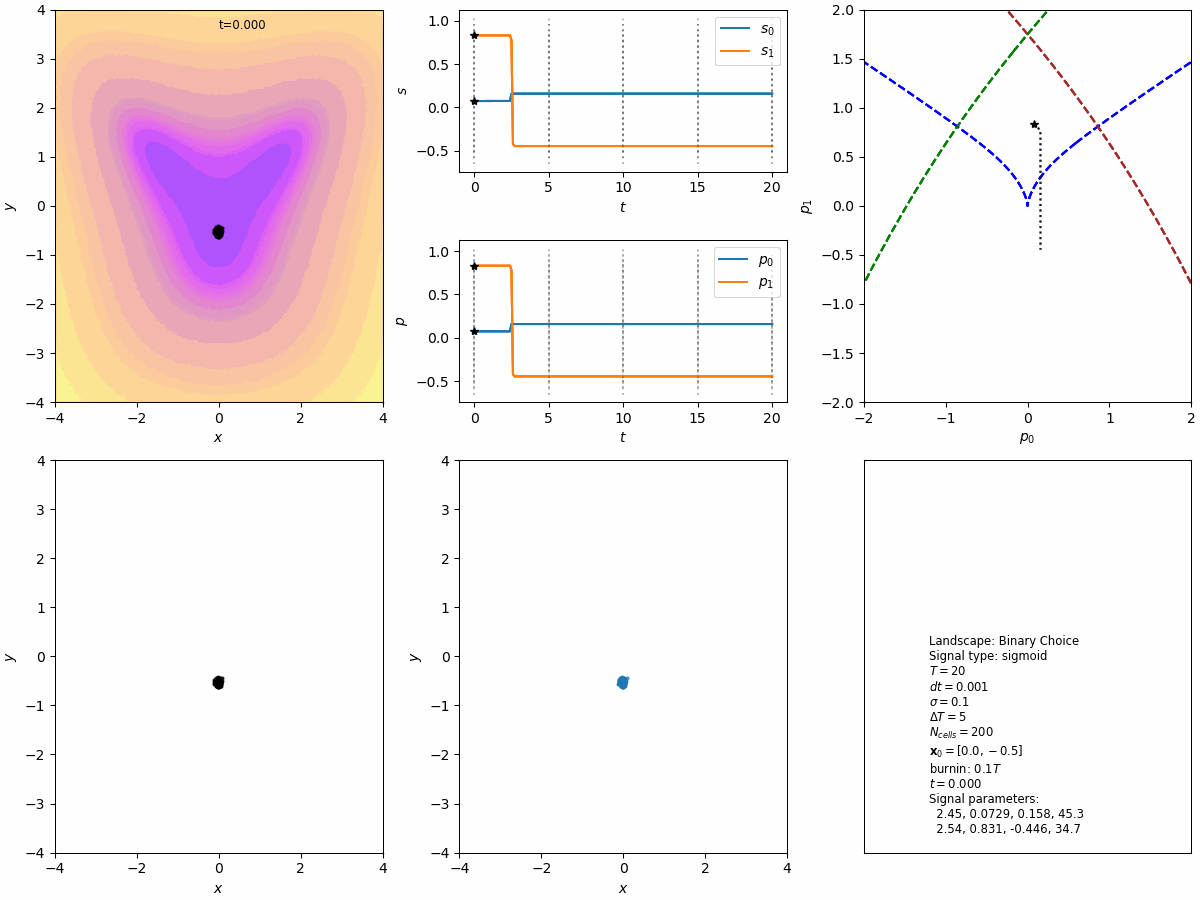 t=0.000
4
3
2
1
0
−1
−2
−3
−4
y
−4
−2
0
2
4
x
1.0
0.5
0.0
−0.5
s
s₀
s₁
0
5
10
15
20
t
1.0
0.5
0.0
−0.5
p
p₀
p₁
0
5
10
15
20
t
2.0
1.5
1.0
0.5
0.0
−0.5
−1.0
−1.5
−2.0
p₁
−2
−1
0
1
2
p₀
4
3
2
1
0
−1
−2
−3
−4
y
−4
−2
0
2
4
x
4
3
2
1
0
−1
−2
−3
−4
y
−4
−2
0
2
4
x
Landscape: Binary Choice
Signal type: sigmoid
T = 20
dt = 0.001
σ = 0.1
ΔT = 5
N_cells = 200
x₀ = [0.0, −0.5]
burnin: 0.1T
t = 0.000
Signal parameters:
2.45, 0.0729, 0.158, 45.3
2.54, 0.831, -0.446, 34.7